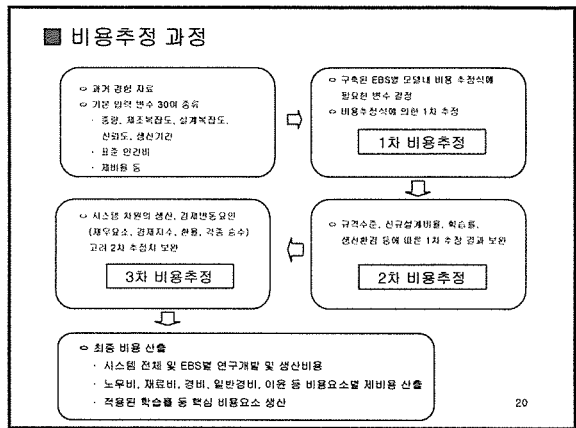 ■ 비용추정 과정
○ 과거 경험 자료
○ 기본 입력 변수 30여 종류
· 중량, 제조복잡도, 설계복잡도,
신뢰도, 생산기간
· 표준 인건비
· 제비율 등
○ 구축된 EBS별 모델내 비용 추정식에
필요한 변수 결정
○ 비용추정식에 의한 1차 추정
1차 비용추정
○ 시스템 차원의 생산, 경제변동요인
(재무요소, 경제지수, 환율, 각종 승수)
고려 2차 추정치 보완
3차 비용추정
○ 규격수준, 신규설계비율, 학습률,
생산환경 등에 따른 1차 추정 결과 보완
2차 비용추정
○ 최종 비용 산출
· 시스템 전체 및 EBS별 연구개발 및 생산비용
· 노무비, 재료비, 경비, 일반경비, 이윤 등 비용요소별 제비용 산출
· 적용된 학습률 등 핵심 비용요소 생산
20